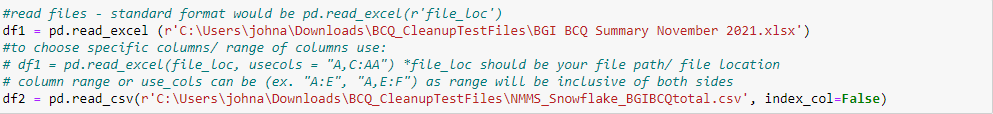 #read files - standard format would be pd.read_excel(r'file_loc')
df1 = pd.read_excel (r'C:\Users\johna\Downloads\BCQ_CleanupTestFiles\BGI BCQ Summary November 2021.xlsx')
#to choose specific columns/ range of columns use:
# df1 = pd.read_excel(file_loc, usecols = "A,C:AA") *file_loc should be your file path/ file location
# column range or use_cols can be (ex. "A:E", "A,E:F") as range will be inclusive of both sides
df2 = pd.read_csv(r'C:\Users\johna\Downloads\BCQ_CleanupTestFiles\NMMS_Snowflake_BGIBCQtotal.csv', index_col=False)